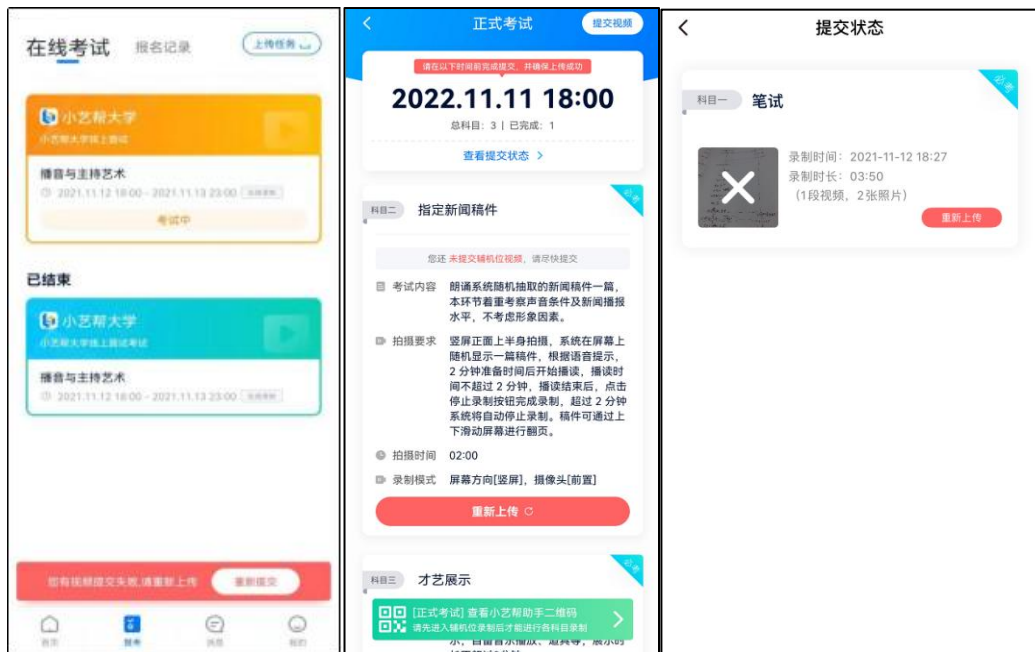 在线考试
报名记录
上传任务
小艺帮大学
小艺帮大学线上面试
播音与主持艺术
2021.11.12 18:00 - 2021.11.13 23:00
考试中
已结束
小艺帮大学
小艺帮大学线上面试考试
播音与主持艺术
2021.11.12 18:00 - 2021.11.13 23:00
您有视频提交失败,请重新上传
重新提交
首页
报考
消息
我的
正式考试
提交视频
请在以下时间前完成提交，并确保上传成功
2022.11.11 18:00
总科目：3 | 已完成：1
查看提交状态 >
必考
科目二
指定新闻稿件
您还 未提交辅机位视频，请尽快提交
考试内容
朗诵系统随机抽取的新闻稿件一篇，
本环节着重考察声音条件及新闻播报
水平，不考虑形象因素。
拍摄要求
竖屏正面上半身拍摄，系统在屏幕上
随机显示一篇稿件，根据语音提示，
2 分钟准备时间后开始播读，播读时
间不超过 2 分钟，播读结束后，点击
停止录制按钮完成录制，超过 2 分钟
系统将自动停止录制。稿件可通过上
下滑动屏幕进行翻页。
拍摄时间
02:00
录制模式
屏幕方向[竖屏]，摄像头[前置]
重新上传
必考
科目三
才艺展示
[正式考试] 查看小艺帮助手二维码
请先进入辅机位录制后才能进行各科目录制
示，自备音乐播放、道具等，展示时
提交状态
必考
科目一
笔试
录制时间：2021-11-12 18:27
录制时长：03:50
(1段视频，2张照片)
重新上传